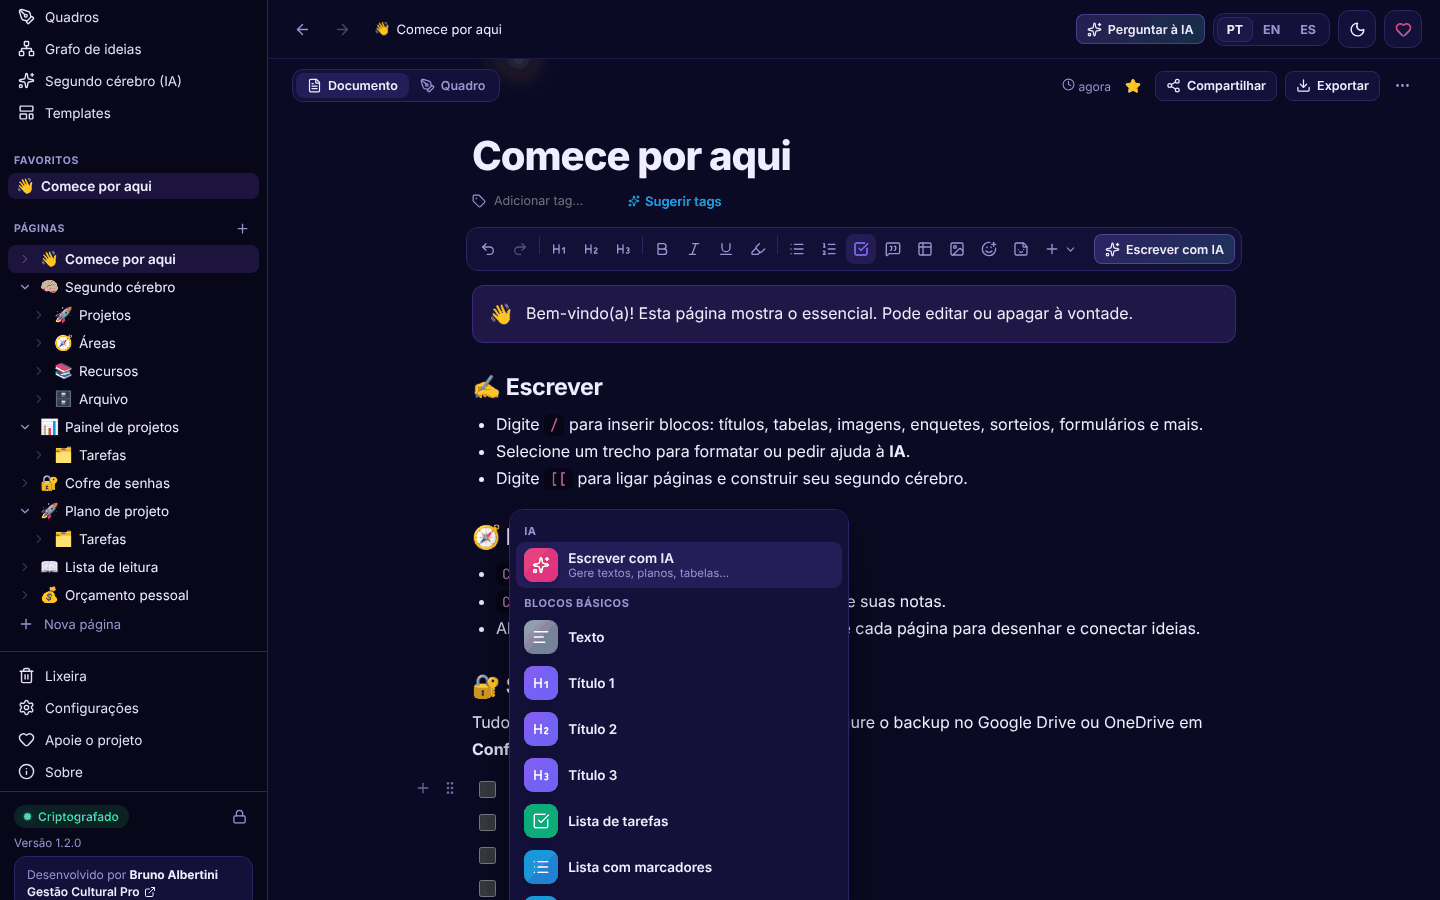 Quadros
Grafo de ideias
Segundo cérebro (IA)
Templates
FAVORITOS
👋 Comece por aqui
PÁGINAS
👋 Comece por aqui
🧠 Segundo cérebro
🚀 Projetos
🧭 Áreas
📚 Recursos
🗄️ Arquivo
📊 Painel de projetos
🗂️ Tarefas
🔐 Cofre de senhas
🚀 Plano de projeto
🗂️ Tarefas
📖 Lista de leitura
💰 Orçamento pessoal
Nova página
Lixeira
Configurações
Apoie o projeto
Sobre
Criptografado
Versão 1.2.0
Desenvolvido por Bruno Albertini
Gestão Cultural Pro
👋 Comece por aqui
Perguntar à IA
PT EN ES
Documento Quadro
agora
Compartilhar
Exportar
Comece por aqui
Adicionar tag...
Sugerir tags
H1 H2 H3 B I U
Escrever com IA
👋 Bem-vindo(a)! Esta página mostra o essencial. Pode editar ou apagar à vontade.
✍️ Escrever
• Digite / para inserir blocos: títulos, tabelas, imagens, enquetes, sorteios, formulários e mais.
• Selecione um trecho para formatar ou pedir ajuda à IA.
• Digite [[ para ligar páginas e construir seu segundo cérebro.
e suas notas.
cada página para desenhar e conectar ideias.
Tudo
ure o backup no Google Drive ou OneDrive em
Conf
IA
Escrever com IA
Gere textos, planos, tabelas...
BLOCOS BÁSICOS
Texto
H1 Título 1
H2 Título 2
H3 Título 3
Lista de tarefas
Lista com marcadores